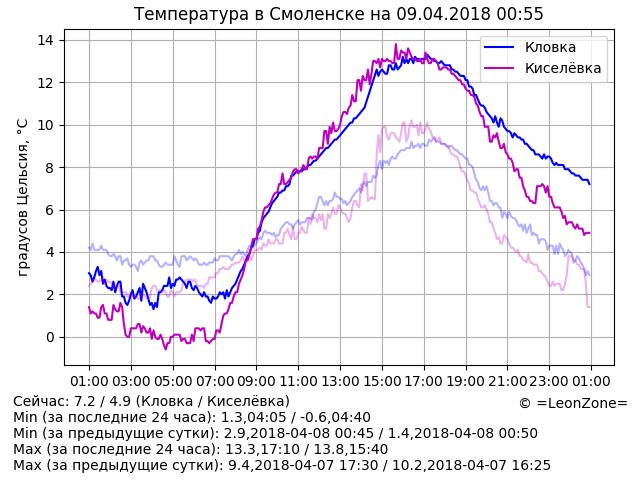 Температура в Смоленске на 09.04.2018 00:55
14
12
10
8
6
4
2
0
градусов Цельсия, °C
Кловка
Киселёвка
01:00 03:00 05:00 07:00 09:00 11:00 13:00 15:00 17:00 19:00 21:00 23:00 01:00
Сейчас: 7.2 / 4.9 (Кловка / Киселёвка)
© =LeonZone=
Min (за последние 24 часа): 1.3,04:05 / -0.6,04:40
Min (за предыдущие сутки): 2.9,2018-04-08 00:45 / 1.4,2018-04-08 00:50
Max (за последние 24 часа): 13.3,17:10 / 13.8,15:40
Max (за предыдущие сутки): 9.4,2018-04-07 17:30 / 10.2,2018-04-07 16:25